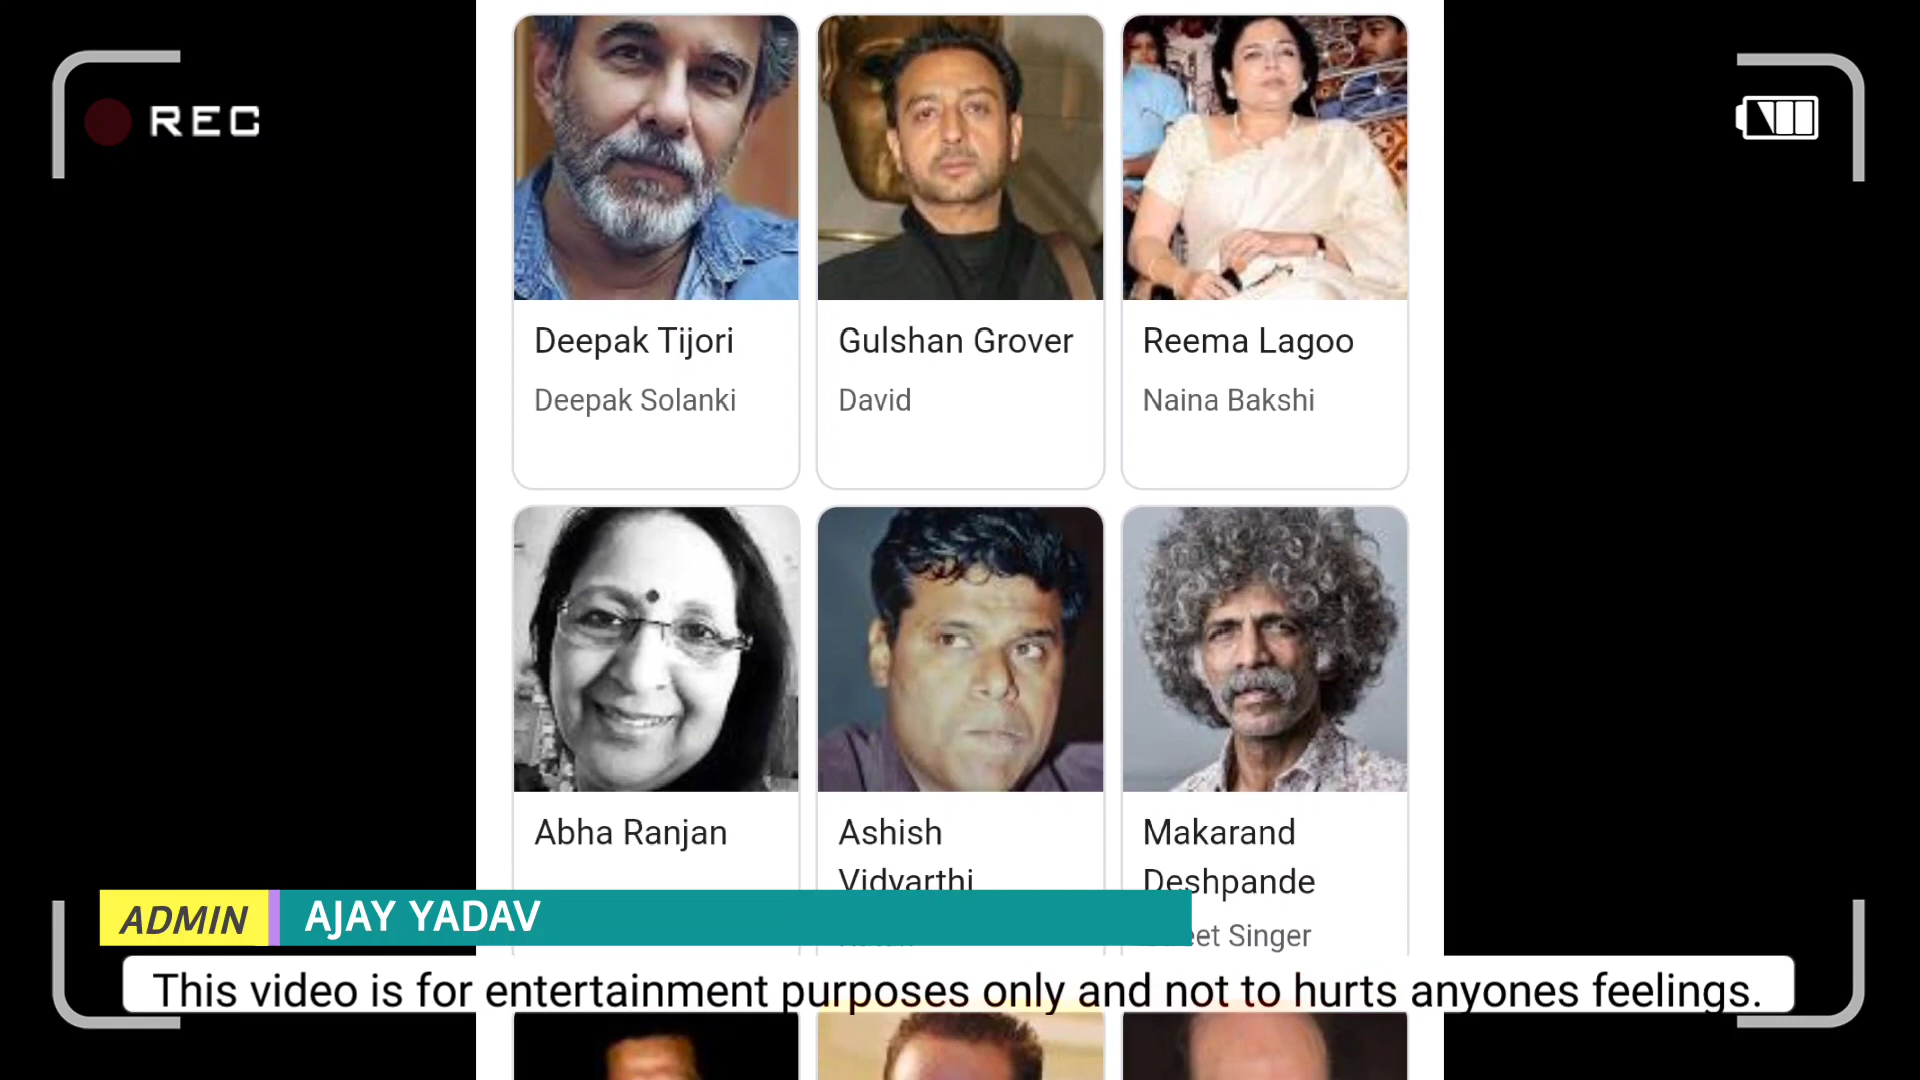 REC
Deepak Tijori
Gulshan Grover
Reema Lagoo
Deepak Solanki
David
Naina Bakshi
Abha Ranjan
Ashish
Vidyarthi
Makarand
Deshpande
Singer
ADMIN
AJAY YADAV
This video is for entertainment purposes only and not to hurts anyones feelings.